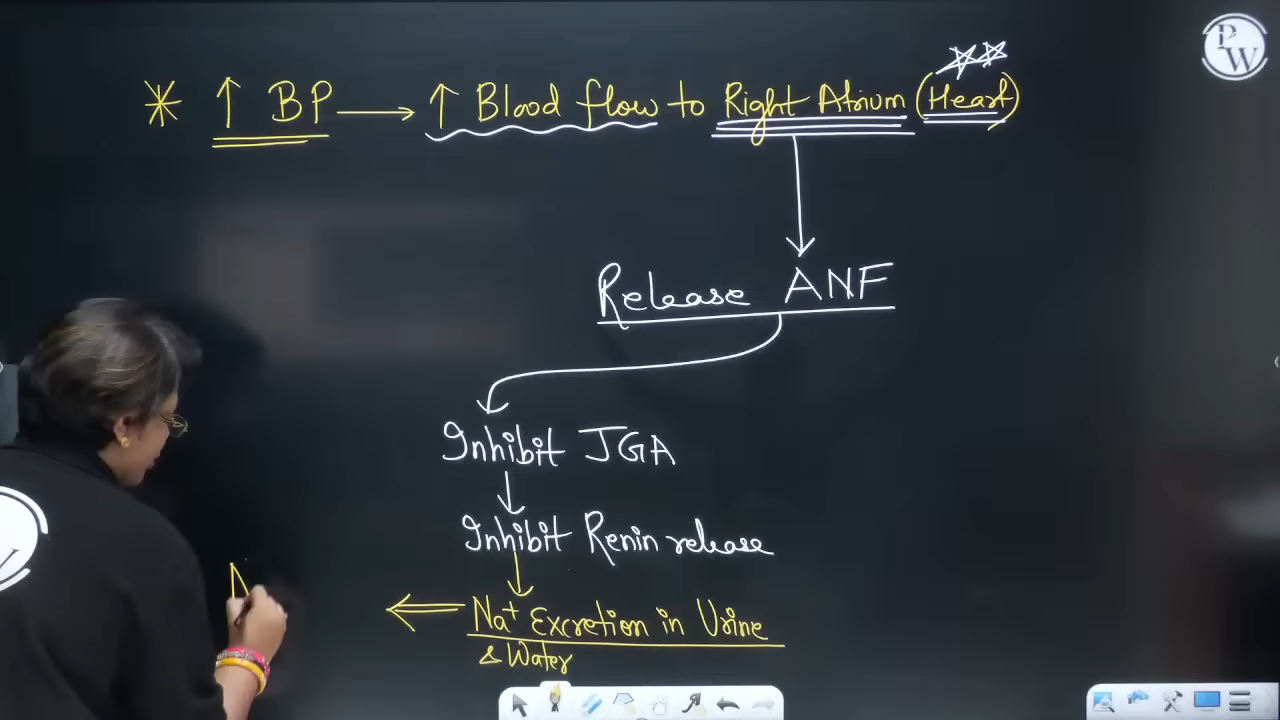 * ↑ BP → ↑ Blood flow to Right Atrium (Heart)
Release ANF
Inhibit JGA
Inhibit Renin release
Na⁺ Excretion in Urine
& Water
PW
W